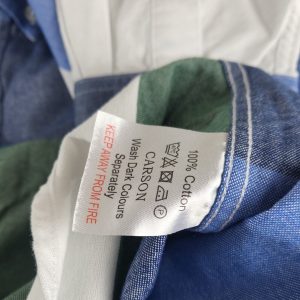 100% Cotton
CARSON
Wash Dark Colours
Separately
KEEP AWAY FROM FIRE